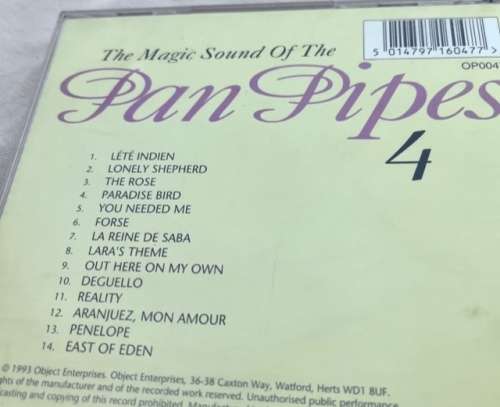 The Magic Sound Of The
Pan Pipes
4
5 014797 160477 >
OP004
1. LÉTÉ INDIEN
2. LONELY SHEPHERD
3. THE ROSE
4. PARADISE BIRD
5. YOU NEEDED ME
6. FORSE
7. LA REINE DE SABA
8. LARA'S THEME
9. OUT HERE ON MY OWN
10. DEGUELLO
11. REALITY
12. ARANJUEZ, MON AMOUR
13. PENELOPE
14. EAST OF EDEN
© 1993 Object Enterprises. Object Enterprises, 36-38 Caxton Way, Watford, Herts WD1 8UF.
of the manufacturer and of the recorded work reserved. Unauthorised public performance
and copying of this record prohibited.